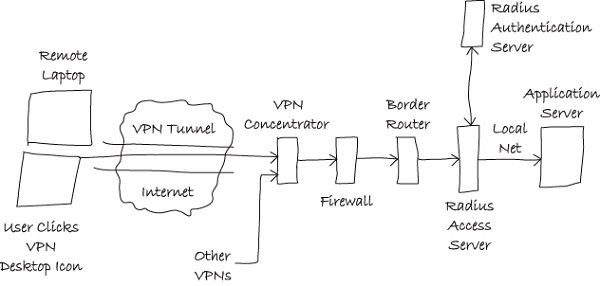 Radius
Authentication
Server
Remote
Laptop
VPN
Concentrator
Border
Router
Application
Server
VPN Tunnel
Local
Net
Internet
Firewall
Radius
Access
Server
User Clicks
VPN
Desktop Icon
Other
VPNs